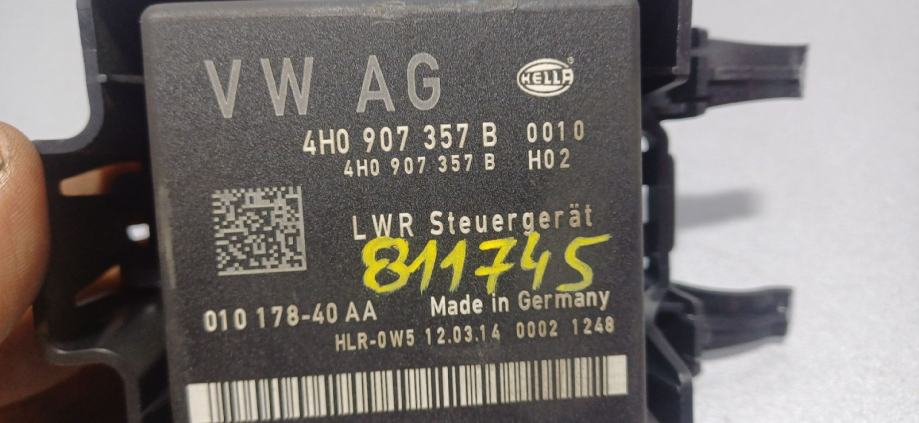 VW AG
HELLA
4H0 907 357 B 0010
4H0 907 357 B H02
LWR Steuergerät
811745
010 178-40 AA Made in Germany
HLR-0W5 12.03.14 0002 1248